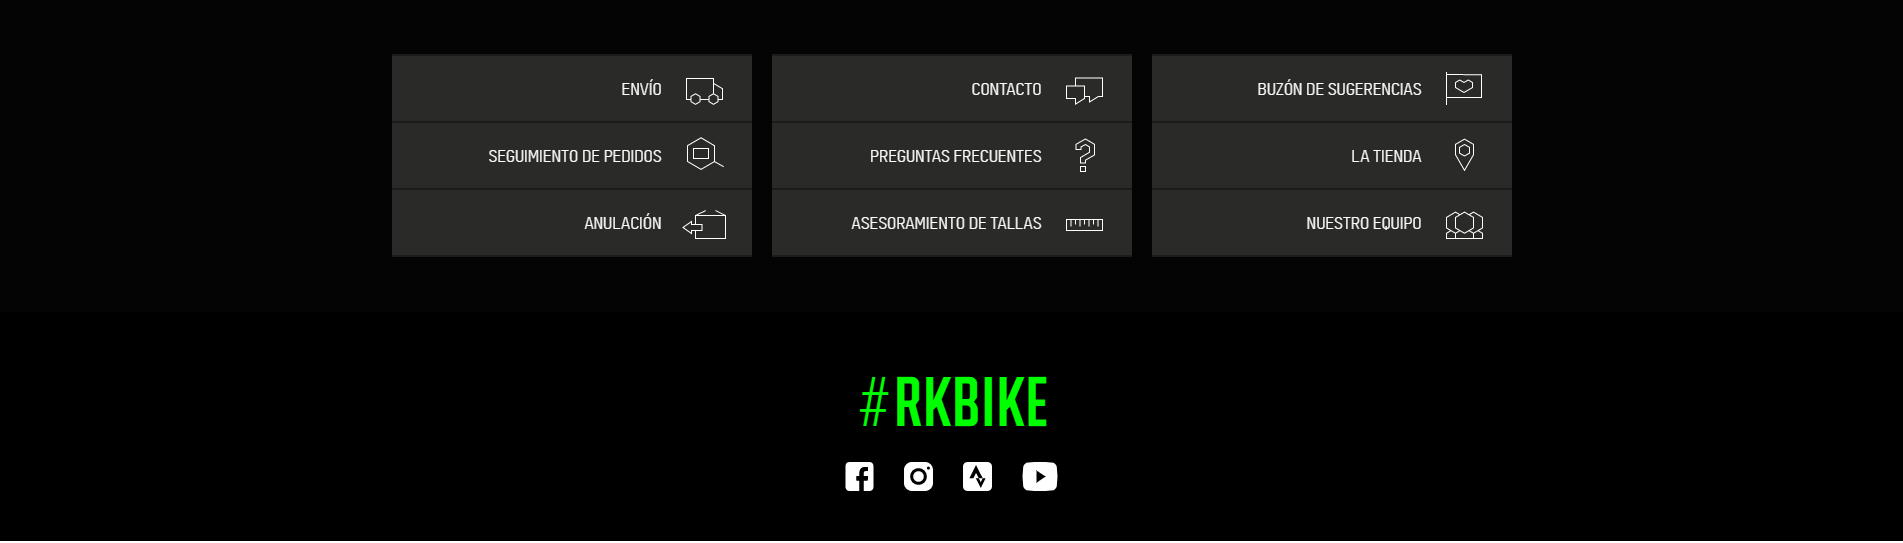 ENVÍO
SEGUIMIENTO DE PEDIDOS
ANULACIÓN
CONTACTO
PREGUNTAS FRECUENTES
ASESORAMIENTO DE TALLAS
BUZÓN DE SUGERENCIAS
LA TIENDA
NUESTRO EQUIPO
#RKBIKE